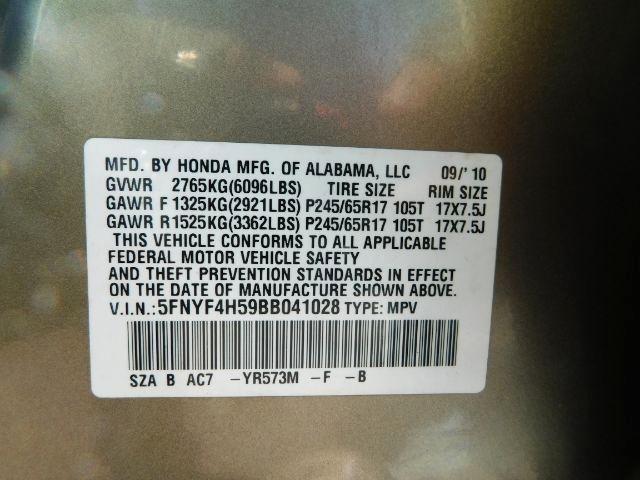 MFD. BY HONDA MFG. OF ALABAMA, LLC 09/' 10
GVWR 2765KG(6096LBS) TIRE SIZE RIM SIZE
GAWR F 1325KG(2921LBS) P245/65R17 105T 17X7.5J
GAWR R1525KG(3362LBS) P245/65R17 105T 17X7.5J
THIS VEHICLE CONFORMS TO ALL APPLICABLE
FEDERAL MOTOR VEHICLE SAFETY
AND THEFT PREVENTION STANDARDS IN EFFECT
ON THE DATE OF MANUFACTURE SHOWN ABOVE.
V.I.N.:5FNYF4H59BB041028 TYPE: MPV
SZA B AC7 -YR573M -F -B